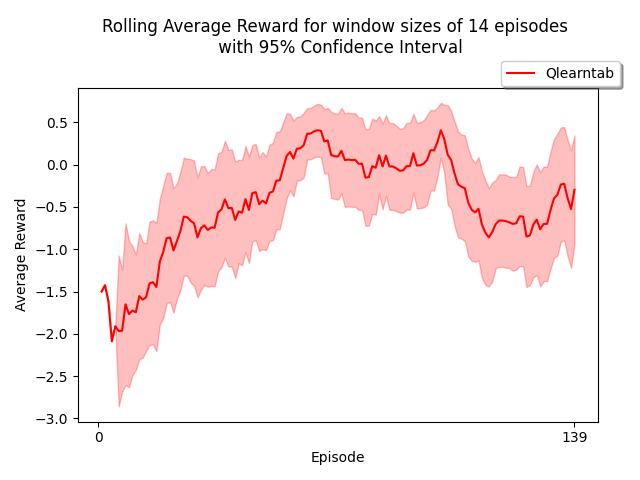 Rolling Average Reward for window sizes of 14 episodes
with 95% Confidence Interval
Qlearntab
0.5
0.0
−0.5
−1.0
−1.5
−2.0
−2.5
−3.0
Average Reward
0
139
Episode